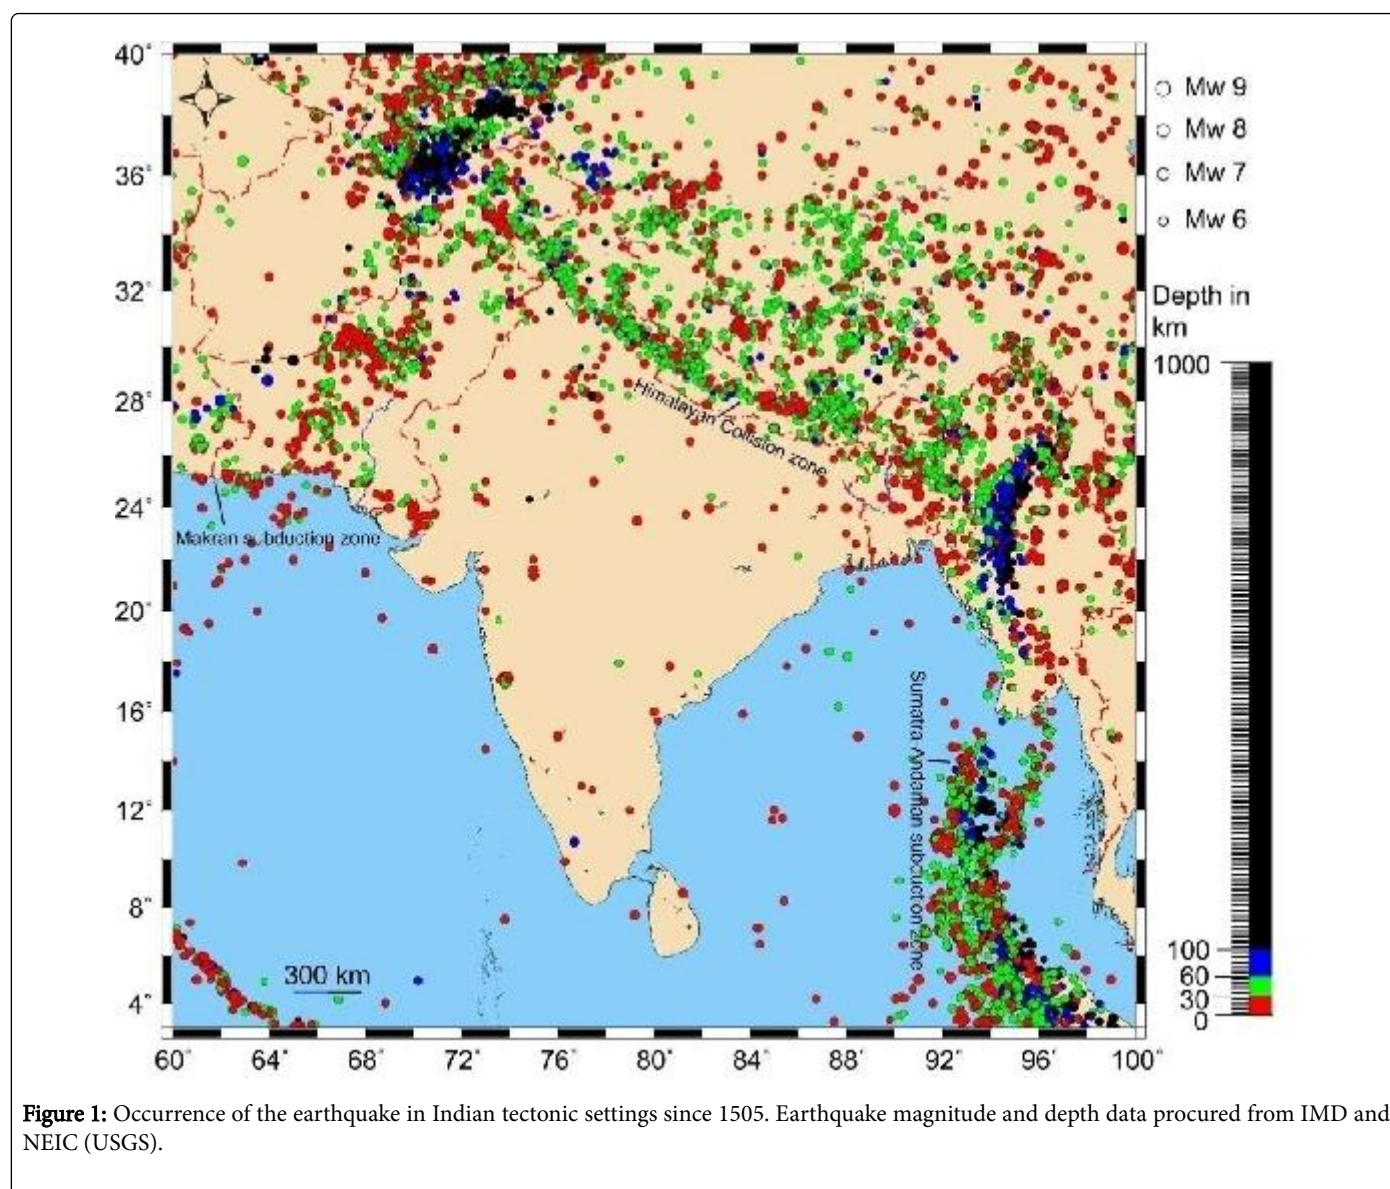 40°
36°
32°
28°
24°
20°
16°
12°
8°
4°
60°
64°
68°
72°
76°
80°
84°
88°
92°
96°
100°
Himalayan Collision zone
Makran subduction zone
Sumatra Andaman subduction zone
300 km
Mw 9
Mw 8
Mw 7
Mw 6
Depth in
km
1000
100
60
30
0
Figure 1: Occurrence of the earthquake in Indian tectonic settings since 1505. Earthquake magnitude and depth data procured from IMD and
NEIC (USGS).